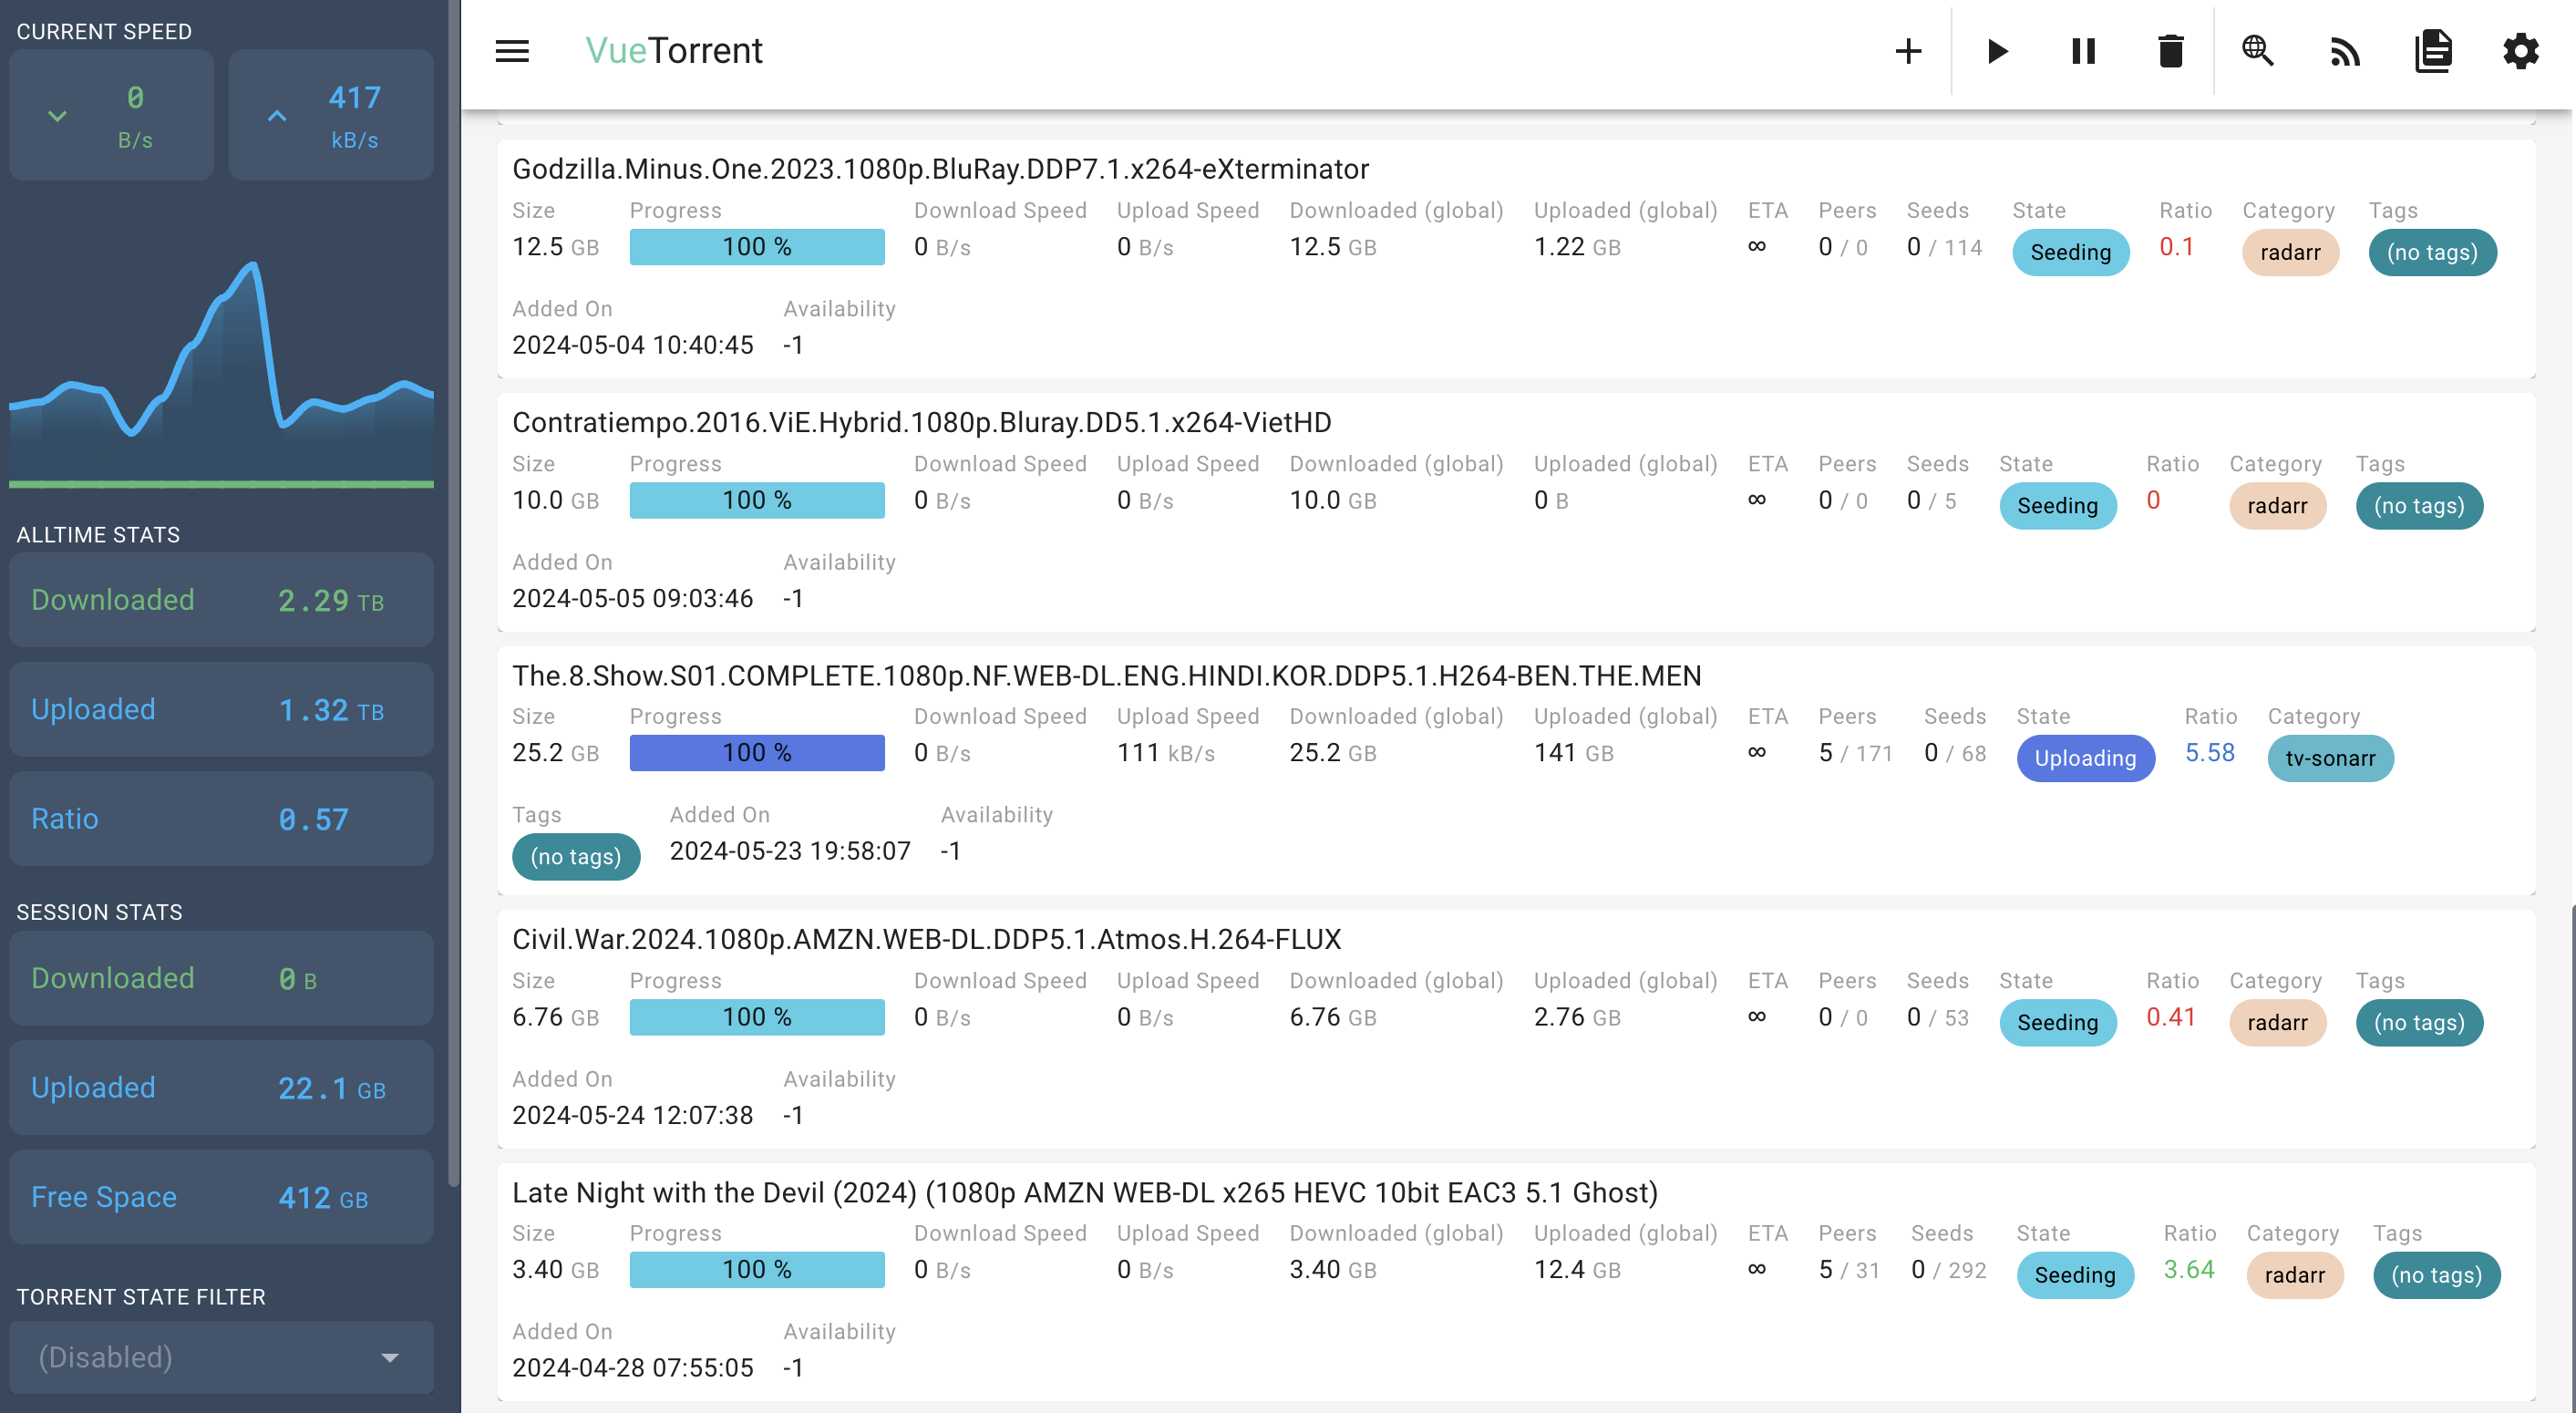 CURRENT SPEED
0
B/s
417
kB/s
ALLTIME STATS
Downloaded 2.29 TB
Uploaded 1.32 TB
Ratio 0.57
SESSION STATS
Downloaded 0 B
Uploaded 22.1 GB
Free Space 412 GB
TORRENT STATE FILTER
(Disabled)
VueTorrent
Godzilla.Minus.One.2023.1080p.BluRay.DDP7.1.x264-eXterminator
Size Progress Download Speed Upload Speed Downloaded (global) Uploaded (global) ETA Peers Seeds State Ratio Category Tags
12.5 GB 100 % 0 B/s 0 B/s 12.5 GB 1.22 GB ∞ 0 / 0 0 / 114 Seeding 0.1 radarr (no tags)
Added On Availability
2024-05-04 10:40:45 -1
Contratiempo.2016.ViE.Hybrid.1080p.Bluray.DD5.1.x264-VietHD
Size Progress Download Speed Upload Speed Downloaded (global) Uploaded (global) ETA Peers Seeds State Ratio Category Tags
10.0 GB 100 % 0 B/s 0 B/s 10.0 GB 0 B ∞ 0 / 0 0 / 5 Seeding 0 radarr (no tags)
Added On Availability
2024-05-05 09:03:46 -1
The.8.Show.S01.COMPLETE.1080p.NF.WEB-DL.ENG.HINDI.KOR.DDP5.1.H264-BEN.THE.MEN
Size Progress Download Speed Upload Speed Downloaded (global) Uploaded (global) ETA Peers Seeds State Ratio Category
25.2 GB 100 % 0 B/s 111 kB/s 25.2 GB 141 GB ∞ 5 / 171 0 / 68 Uploading 5.58 tv-sonarr
Tags Added On Availability
(no tags) 2024-05-23 19:58:07 -1
Civil.War.2024.1080p.AMZN.WEB-DL.DDP5.1.Atmos.H.264-FLUX
Size Progress Download Speed Upload Speed Downloaded (global) Uploaded (global) ETA Peers Seeds State Ratio Category Tags
6.76 GB 100 % 0 B/s 0 B/s 6.76 GB 2.76 GB ∞ 0 / 0 0 / 53 Seeding 0.41 radarr (no tags)
Added On Availability
2024-05-24 12:07:38 -1
Late Night with the Devil (2024) (1080p AMZN WEB-DL x265 HEVC 10bit EAC3 5.1 Ghost)
Size Progress Download Speed Upload Speed Downloaded (global) Uploaded (global) ETA Peers Seeds State Ratio Category Tags
3.40 GB 100 % 0 B/s 0 B/s 3.40 GB 12.4 GB ∞ 5 / 31 0 / 292 Seeding 3.64 radarr (no tags)
Added On Availability
2024-04-28 07:55:05 -1